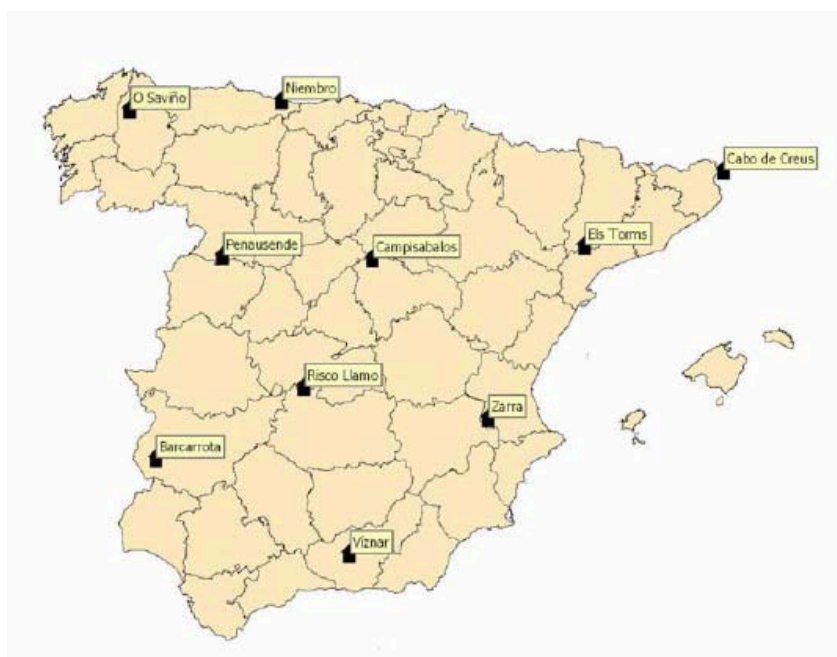 Niembro
O Saviño
Cabo de Creus
Els Torms
Penausende
Campisabalos
Risco Llamo
Zarra
Barcarrota
Viznar